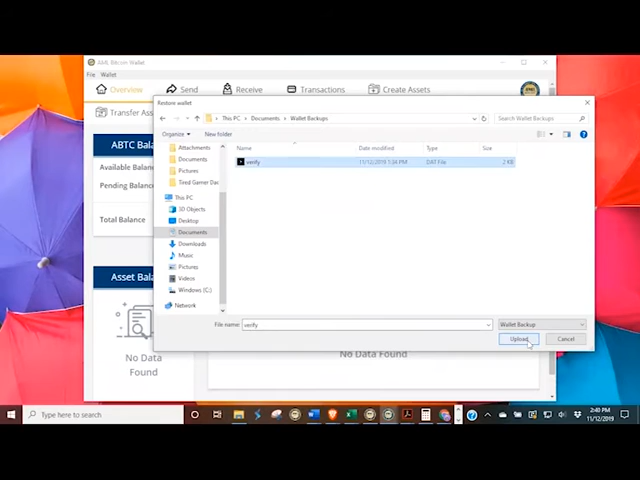 AML Bitcoin Wallet
File Wallet
Overview Send Receive Transactions Create Assets
Transfer Ass
ABTC Bala
Available Balan
Pending Balanc
Total Balance
Asset Balan
No Data
Found
No Data Found
Restore wallet
This PC > Documents > Wallet Backups
Search Wallet Backups
Organize New folder
Attachments
Documents
Pictures
Tired Gamer Dad
This PC
3D Objects
Desktop
Documents
Downloads
Music
Pictures
Videos
Windows (C:)
Network
Name Date modified Type Size
verify 11/12/2019 1:34 PM DAT File 2 KB
File name: verify Wallet Backup
Upload Cancel
Type here to search
2:40 PM
11/12/2019